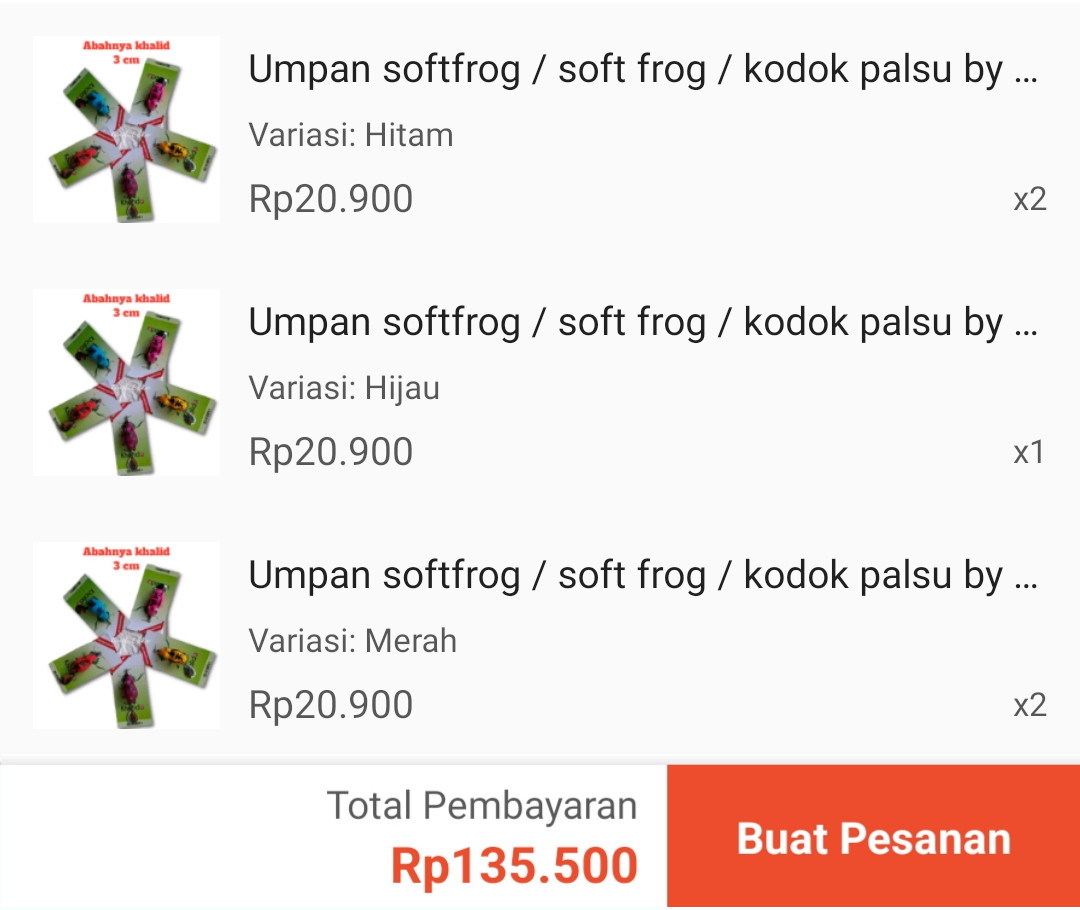 Abahnya khalid
3 cm
Umpan softfrog / soft frog / kodok palsu by ...
Variasi: Hitam
Rp20.900
x2
Abahnya khalid
3 cm
Umpan softfrog / soft frog / kodok palsu by ...
Variasi: Hijau
Rp20.900
x1
Abahnya khalid
3 cm
Umpan softfrog / soft frog / kodok palsu by ...
Variasi: Merah
Rp20.900
x2
Total Pembayaran
Rp135.500
Buat Pesanan